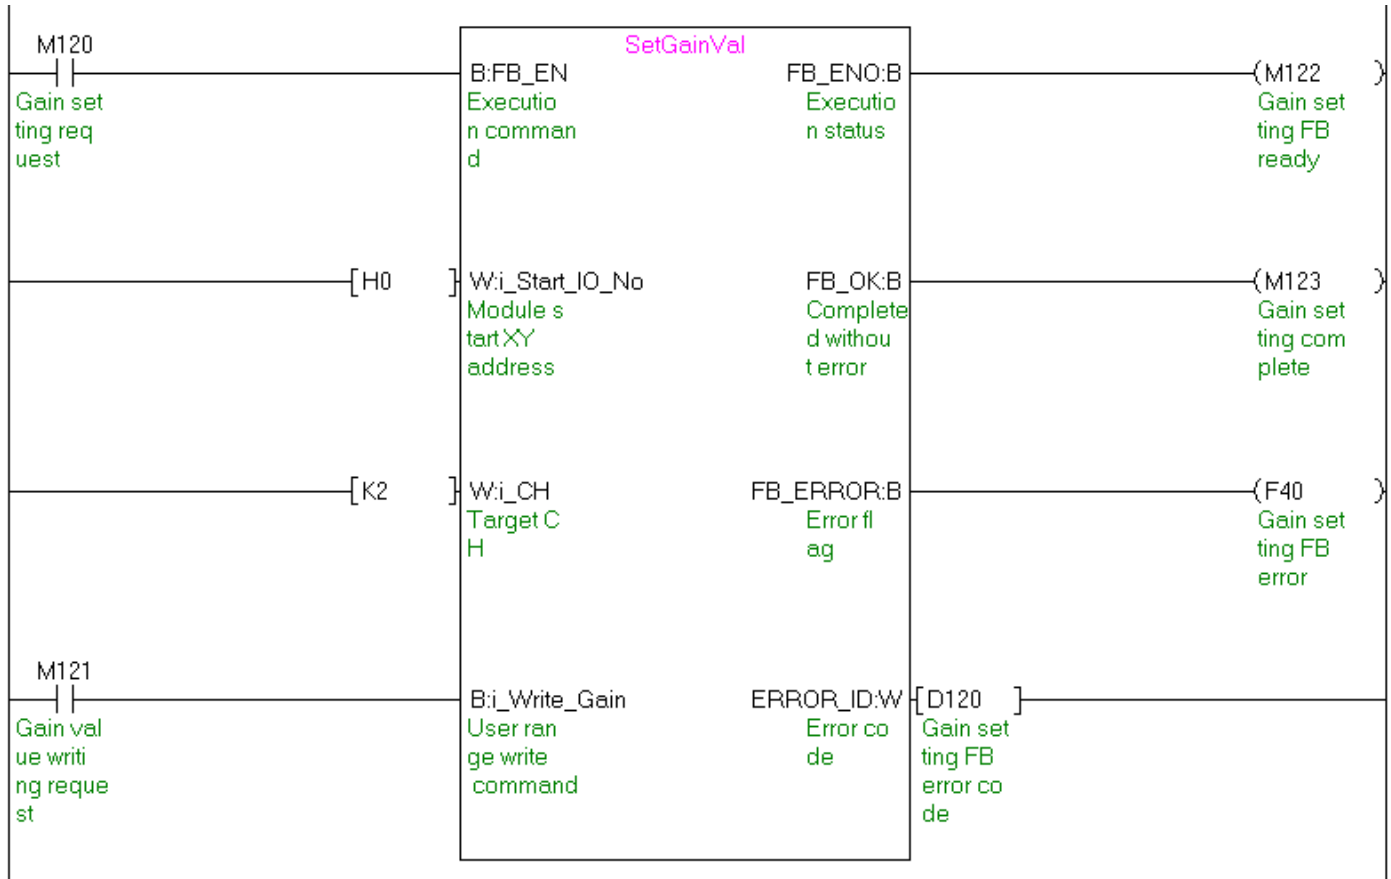 M120
SetGainVal
B:FB_EN
FB_ENO:B
(M122 )
Gain set
ting req
uest
Executio
n comman
d
Executio
n status
Gain set
ting FB
ready
[H0 ]
W:i_Start_IO_No
FB_OK:B
(M123 )
Module s
tart XY
address
Complete
d withou
t error
Gain set
ting com
plete
[K2 ]
W:i_CH
FB_ERROR:B
(F40 )
Target C
H
Error fl
ag
Gain set
ting FB
error
M121
B:i_Write_Gain
ERROR_ID:W
[D120 ]
Gain val
ue writi
ng reque
st
User ran
ge write
command
Error co
de
Gain set
ting FB
error co
de